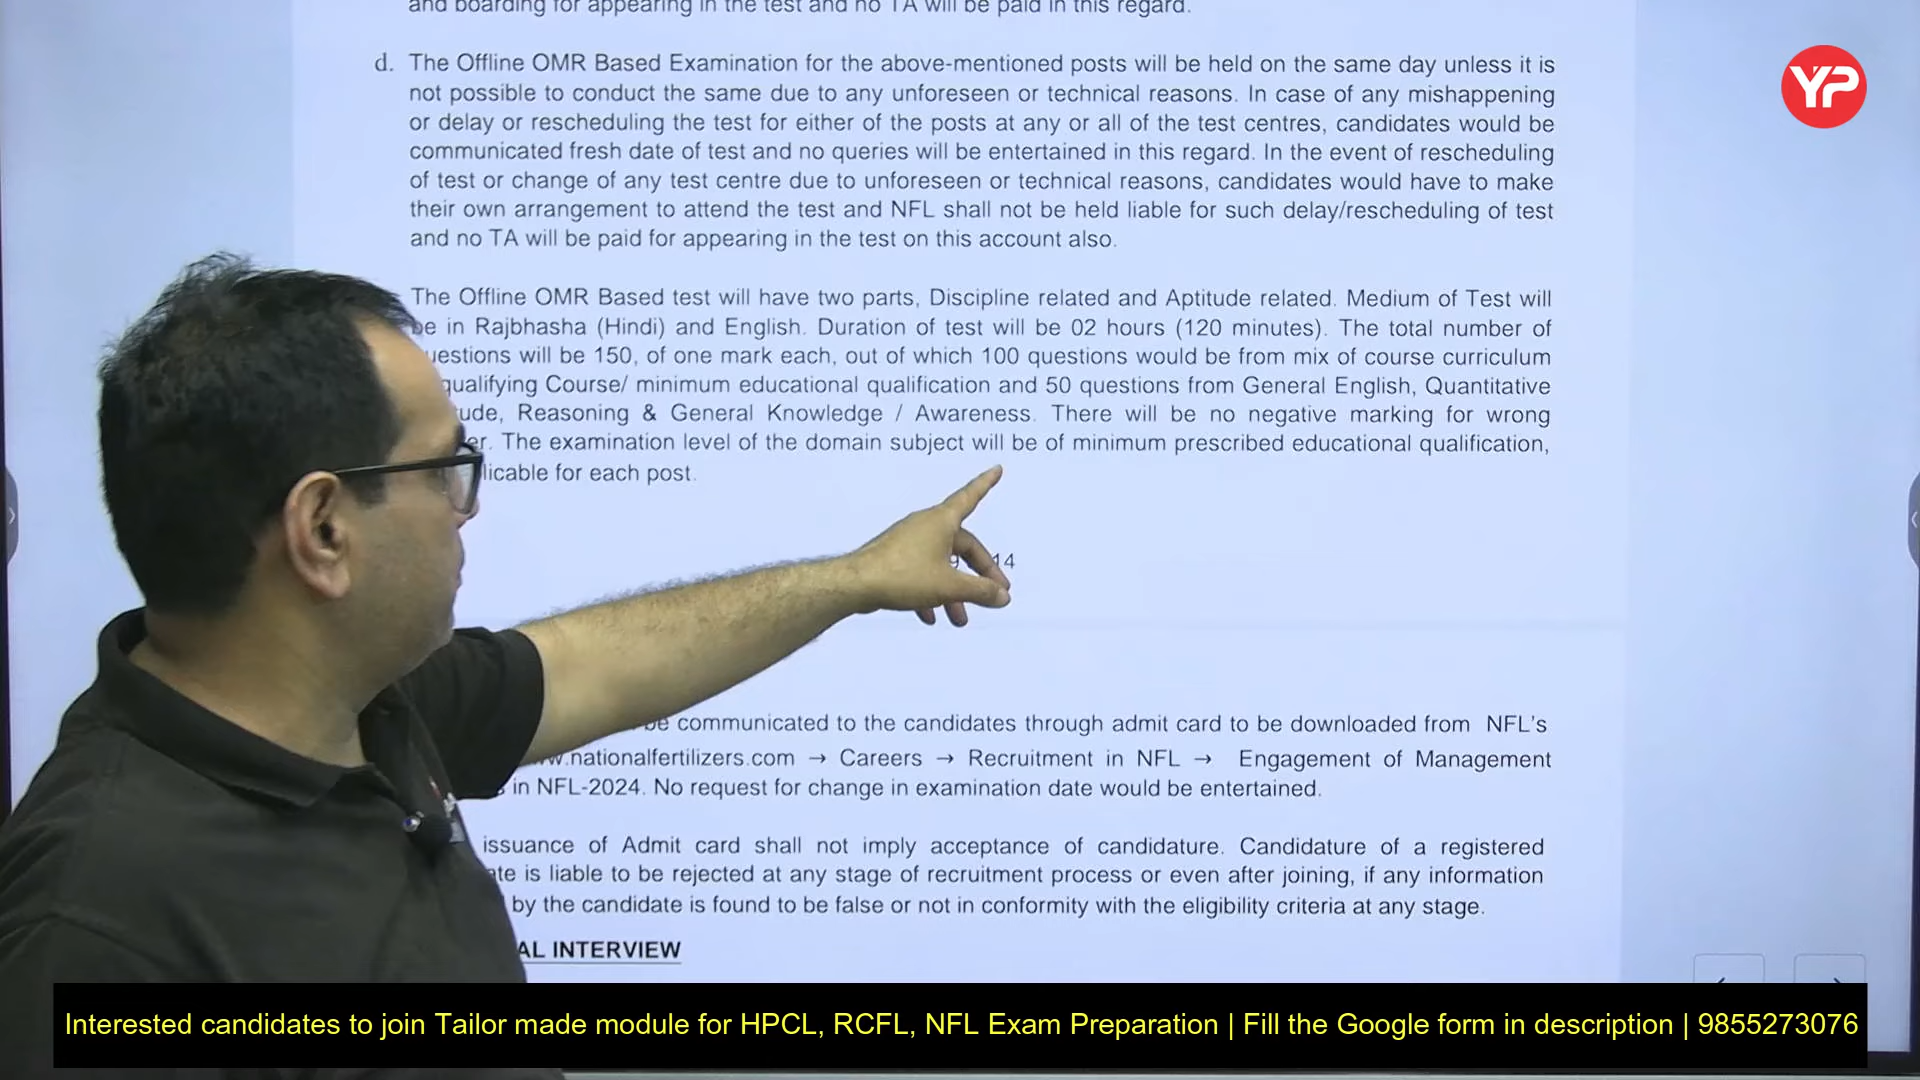 and boarding for appearing in the test and no TA will be paid in this regard.
YP
d. The Offline OMR Based Examination for the above-mentioned posts will be held on the same day unless it is
not possible to conduct the same due to any unforeseen or technical reasons. In case of any mishappening
or delay or rescheduling the test for either of the posts at any or all of the test centres, candidates would be
communicated fresh date of test and no queries will be entertained in this regard. In the event of rescheduling
of test or change of any test centre due to unforeseen or technical reasons, candidates would have to make
their own arrangement to attend the test and NFL shall not be held liable for such delay/rescheduling of test
and no TA will be paid for appearing in the test on this account also.
The Offline OMR Based test will have two parts, Discipline related and Aptitude related. Medium of Test will
be in Rajbhasha (Hindi) and English. Duration of test will be 02 hours (120 minutes). The total number of
uestions will be 150, of one mark each, out of which 100 questions would be from mix of course curriculum
qualifying Course/ minimum educational qualification and 50 questions from General English, Quantitative
ude, Reasoning & General Knowledge / Awareness. There will be no negative marking for wrong
er. The examination level of the domain subject will be of minimum prescribed educational qualification,
licable for each post.
9 14
be communicated to the candidates through admit card to be downloaded from NFL's
w.nationalfertilizers.com → Careers → Recruitment in NFL → Engagement of Management
s in NFL-2024. No request for change in examination date would be entertained.
issuance of Admit card shall not imply acceptance of candidature. Candidature of a registered
te is liable to be rejected at any stage of recruitment process or even after joining, if any information
by the candidate is found to be false or not in conformity with the eligibility criteria at any stage.
AL INTERVIEW
Interested candidates to join Tailor made module for HPCL, RCFL, NFL Exam Preparation | Fill the Google form in description | 9855273076